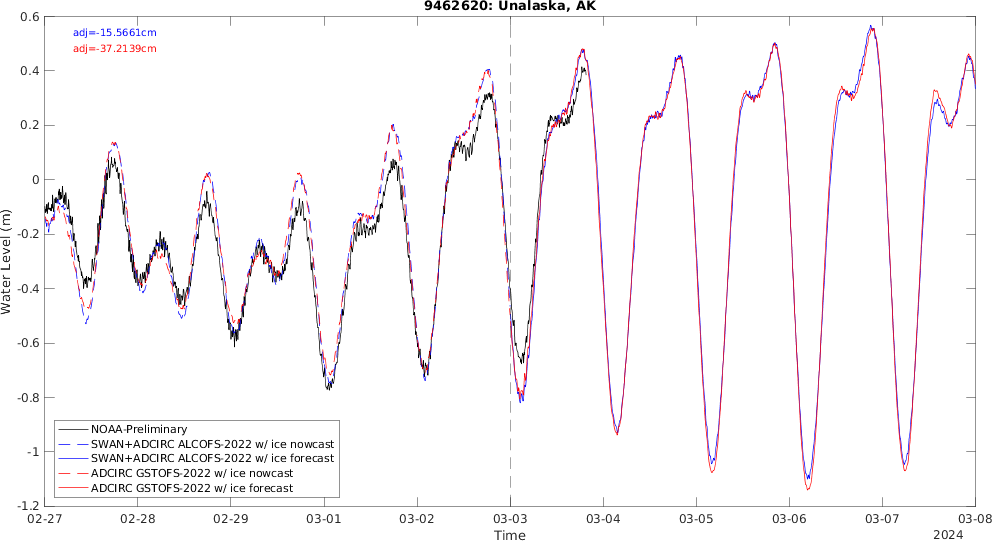 9462620: Unalaska, AK
adj=-15.5661cm
adj=-37.2139cm
Water Level (m)
0.6
0.4
0.2
0
-0.2
-0.4
-0.6
-0.8
-1
-1.2
NOAA-Preliminary
SWAN+ADCIRC ALCOFS-2022 w/ ice nowcast
SWAN+ADCIRC ALCOFS-2022 w/ ice forecast
ADCIRC GSTOFS-2022 w/ ice nowcast
ADCIRC GSTOFS-2022 w/ ice forecast
02-27 02-28 02-29 03-01 03-02 03-03 03-04 03-05 03-06 03-07 03-08
Time
2024